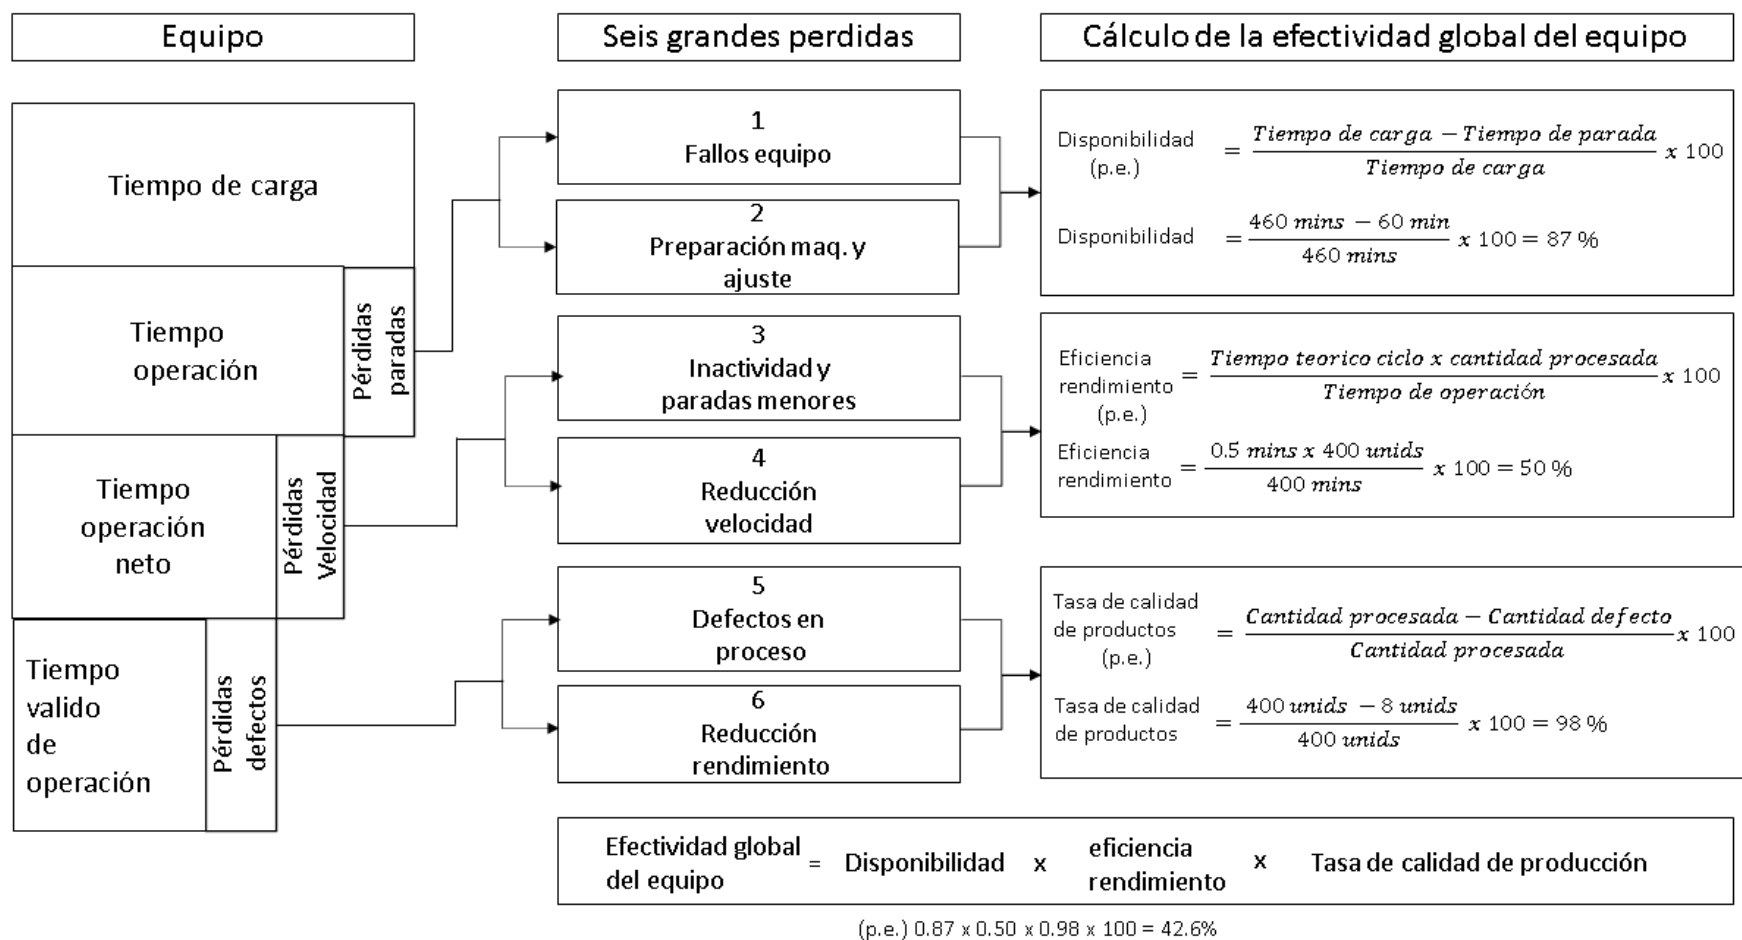 Equipo
Seis grandes perdidas
Cálculo de la efectividad global del equipo
Tiempo de carga
Tiempo
operación
Pérdidas
paradas
Tiempo
operación
neto
Pérdidas
Velocidad
Tiempo
valido
de
operación
Pérdidas
defectos
1
Fallos equipo
2
Preparación maq. y
ajuste
3
Inactividad y
paradas menores
4
Reducción
velocidad
5
Defectos en
proceso
6
Reducción
rendimiento
Disponibilidad
(p.e.)
= Tiempo de carga − Tiempo de parada
Tiempo de carga
x 100
Disponibilidad
= 460 mins − 60 min
460 mins
x 100 = 87 %
Eficiencia
rendimiento
(p.e.)
= Tiempo teorico ciclo x cantidad procesada
Tiempo de operación
x 100
Eficiencia
rendimiento
= 0.5 mins x 400 unids
400 mins
x 100 = 50 %
Tasa de calidad
de productos
(p.e.)
= Cantidad procesada − Cantidad defecto
Cantidad procesada
x 100
Tasa de calidad
de productos
= 400 unids − 8 unids
400 unids
x 100 = 98 %
Efectividad global
del equipo
= Disponibilidad x
eficiencia
rendimiento
x Tasa de calidad de producción
(p.e.) 0.87 x 0.50 x 0.98 x 100 = 42.6%